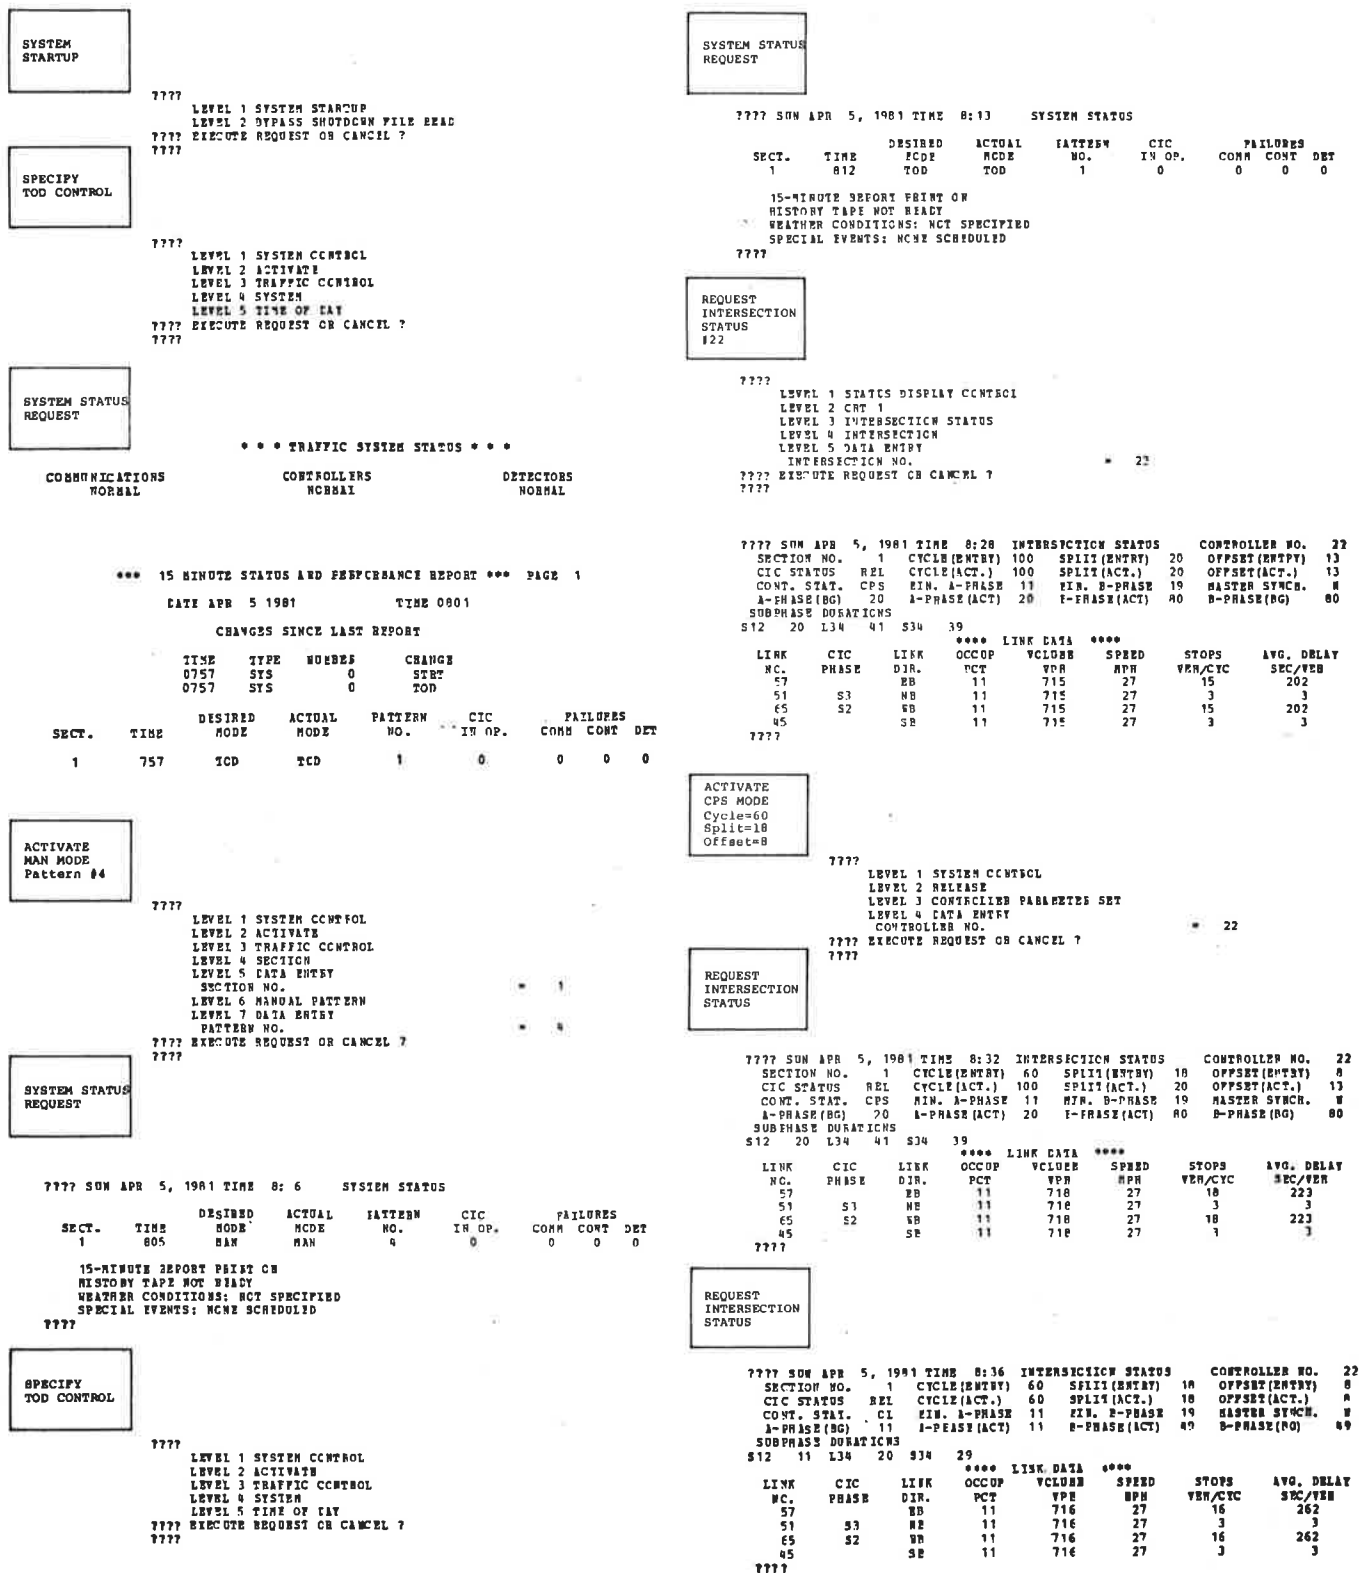 SYSTEM
STARTUP
????
LEVEL 1 SYSTEM STARTUP
LEVEL 2 BYPASS SHUTDOWN FILE READ
???? EXECUTE REQUEST OR CANCEL ?
????
SPECIFY
TOD CONTROL
????
LEVEL 1 SYSTEM CONTROL
LEVEL 2 ACTIVATE
LEVEL 3 TRAFFIC CONTROL
LEVEL 4 SYSTEM
LEVEL 5 TIME OF DAY
???? EXECUTE REQUEST OR CANCEL ?
????
SYSTEM STATUS
REQUEST
* * * TRAFFIC SYSTEM STATUS * * *
COMMUNICATIONS CONTROLLERS DETECTORS
NORMAL NORMAL NORMAL
*** 15 MINUTE STATUS AND PERFORMANCE REPORT *** PAGE 1
DATE APR 5 1981 TIME 0801
CHANGES SINCE LAST REPORT
TIME TYPE NUMBER CHANGE
0757 SYS 0 STRT
0757 SYS 0 TOD
DESIRED ACTUAL PATTERN CIC FAILURES
SECT. TIME MODE MODE NO. IN OP. COMM CONT DET
1 757 TOD TOD 1 0 0 0 0
ACTIVATE
MAN MODE
Pattern #4
????
LEVEL 1 SYSTEM CONTROL
LEVEL 2 ACTIVATE
LEVEL 3 TRAFFIC CONTROL
LEVEL 4 SECTION
LEVEL 5 DATA ENTRY
SECTION NO. = 1
LEVEL 6 MANUAL PATTERN
LEVEL 7 DATA ENTRY
PATTERN NO. = 4
???? EXECUTE REQUEST OR CANCEL ?
????
SYSTEM STATUS
REQUEST
???? SUN APR 5, 1981 TIME 8: 6 SYSTEM STATUS
DESIRED ACTUAL PATTERN CIC FAILURES
SECT. TIME MODE MODE NO. IN OP. COMM CONT DET
1 805 MAN MAN 4 0 0 0 0
15-MINUTE REPORT PRINT ON
HISTORY TAPE NOT READY
WEATHER CONDITIONS: NOT SPECIFIED
SPECIAL EVENTS: NONE SCHEDULED
????
SPECIFY
TOD CONTROL
????
LEVEL 1 SYSTEM CONTROL
LEVEL 2 ACTIVATE
LEVEL 3 TRAFFIC CONTROL
LEVEL 4 SYSTEM
LEVEL 5 TIME OF DAY
???? EXECUTE REQUEST OR CANCEL ?
????
SYSTEM STATUS
REQUEST
???? SUN APR 5, 1981 TIME 8:13 SYSTEM STATUS
DESIRED ACTUAL PATTERN CIC FAILURES
SECT. TIME MODE MODE NO. IN OP. COMM CONT DET
1 812 TOD TOD 1 0 0 0 0
15-MINUTE REPORT PRINT ON
HISTORY TAPE NOT READY
WEATHER CONDITIONS: NOT SPECIFIED
SPECIAL EVENTS: NONE SCHEDULED
????
REQUEST
INTERSECTION
STATUS
#22
????
LEVEL 1 STATUS DISPLAY CONTROL
LEVEL 2 CRT 1
LEVEL 3 INTERSECTION STATUS
LEVEL 4 INTERSECTION
LEVEL 5 DATA ENTRY
INTERSECTION NO. = 22
???? EXECUTE REQUEST OR CANCEL ?
????
???? SUN APR 5, 1981 TIME 8:28 INTERSECTION STATUS CONTROLLER NO. 22
SECTION NO. 1 CYCLE(ENTRY) 100 SPLIT(ENTRY) 20 OFFSET(ENTRY) 13
CIC STATUS REL CYCLE(ACT.) 100 SPLIT(ACT.) 20 OFFSET(ACT.) 13
CONT. STAT. CPS MIN. A-PHASE 11 MIN. B-PHASE 19 MASTER SYNCH. N
A-PHASE(BG) 20 A-PHASE(ACT) 20 B-PHASE(ACT) 80 B-PHASE(BG) 80
SUBPHASE DURATIONS
S12 20 L34 41 S34 39
**** LINK DATA ****
LINK CIC LINK OCCUP VOLUME SPEED STOPS AVG. DELAY
NO. PHASE DIR. PCT VPH MPH VEH/CYC SEC/VEH
57 EB 11 715 27 15 202
51 S3 NB 11 715 27 3 3
65 S2 WB 11 715 27 15 202
45 SB 11 715 27 3 3
????
ACTIVATE
CPS MODE
Cycle=60
Split=18
Offset=8
????
LEVEL 1 SYSTEM CONTROL
LEVEL 2 RELEASE
LEVEL 3 CONTROLLER PARAMETER SET
LEVEL 4 DATA ENTRY
CONTROLLER NO. = 22
???? EXECUTE REQUEST OR CANCEL ?
????
REQUEST
INTERSECTION
STATUS
???? SUN APR 5, 1981 TIME 8:32 INTERSECTION STATUS CONTROLLER NO. 22
SECTION NO. 1 CYCLE(ENTRY) 60 SPLIT(ENTRY) 18 OFFSET(ENTRY) 8
CIC STATUS REL CYCLE(ACT.) 100 SPLIT(ACT.) 20 OFFSET(ACT.) 13
CONT. STAT. CPS MIN. A-PHASE 11 MIN. B-PHASE 19 MASTER SYNCH. N
A-PHASE(BG) 20 A-PHASE(ACT) 20 B-PHASE(ACT) 80 B-PHASE(BG) 80
SUBPHASE DURATIONS
S12 20 L34 41 S34 39
**** LINK DATA ****
LINK CIC LINK OCCUP VOLUME SPEED STOPS AVG. DELAY
NO. PHASE DIR. PCT VPH MPH VEH/CYC SEC/VEH
57 EB 11 718 27 18 223
51 S3 NB 11 718 27 3 3
65 S2 WB 11 718 27 18 223
45 SB 11 718 27 3 3
????
REQUEST
INTERSECTION
STATUS
???? SUN APR 5, 1981 TIME 8:36 INTERSECTION STATUS CONTROLLER NO. 22
SECTION NO. 1 CYCLE(ENTRY) 60 SPLIT(ENTRY) 18 OFFSET(ENTRY) 8
CIC STATUS REL CYCLE(ACT.) 60 SPLIT(ACT.) 18 OFFSET(ACT.) 8
CONT. STAT. CL MIN. A-PHASE 11 MIN. B-PHASE 19 MASTER SYNCH. N
A-PHASE(BG) 11 A-PHASE(ACT) 11 B-PHASE(ACT) 49 B-PHASE(BG) 49
SUBPHASE DURATIONS
S12 11 L34 20 S34 29
**** LINK DATA ****
LINK CIC LINK OCCUP VOLUME SPEED STOPS AVG. DELAY
NO. PHASE DIR. PCT VPH MPH VEH/CYC SEC/VEH
57 EB 11 716 27 16 262
51 S3 NB 11 716 27 3 3
65 S2 WB 11 716 27 16 262
45 SB 11 716 27 3 3
????